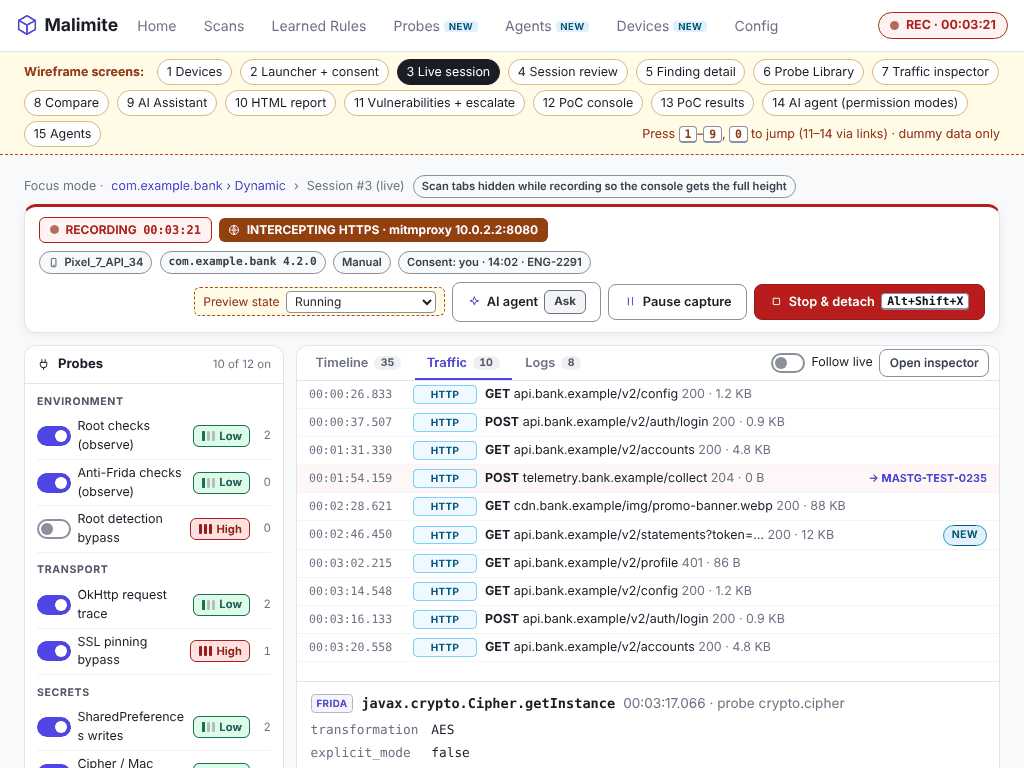 Malimite Home Scans Learned Rules Probes NEW Agents NEW Devices NEW Config REC · 00:03:21
Wireframe screens: 1 Devices 2 Launcher + consent 3 Live session 4 Session review 5 Finding detail 6 Probe Library 7 Traffic inspector
8 Compare 9 AI Assistant 10 HTML report 11 Vulnerabilities + escalate 12 PoC console 13 PoC results 14 AI agent (permission modes)
15 Agents Press 1–9, 0 to jump (11–14 via links) · dummy data only
Focus mode · com.example.bank › Dynamic › Session #3 (live) Scan tabs hidden while recording so the console gets the full height
RECORDING 00:03:21 INTERCEPTING HTTPS · mitmproxy 10.0.2.2:8080
Pixel_7_API_34 com.example.bank 4.2.0 Manual Consent: you · 14:02 · ENG-2291
Preview state Running AI agent Ask Pause capture Stop & detach Alt+Shift+X
Probes 10 of 12 on
ENVIRONMENT
Root checks
(observe) Low 2
Anti-Frida checks
(observe) Low 0
Root detection
bypass High 0
TRANSPORT
OkHttp request
trace Low 2
SSL pinning
bypass High 1
SECRETS
SharedPreference
s writes Low 2
Cipher / Mac
Timeline 35 Traffic 10 Logs 8 Follow live Open inspector
00:00:26.833 HTTP GET api.bank.example/v2/config 200 · 1.2 KB
00:00:37.507 HTTP POST api.bank.example/v2/auth/login 200 · 0.9 KB
00:01:31.330 HTTP GET api.bank.example/v2/accounts 200 · 4.8 KB
00:01:54.159 HTTP POST telemetry.bank.example/collect 204 · 0 B → MASTG-TEST-0235
00:02:28.621 HTTP GET cdn.bank.example/img/promo-banner.webp 200 · 88 KB
00:02:46.450 HTTP GET api.bank.example/v2/statements?token=… 200 · 12 KB NEW
00:03:02.215 HTTP GET api.bank.example/v2/profile 401 · 86 B
00:03:14.548 HTTP GET api.bank.example/v2/config 200 · 1.2 KB
00:03:16.133 HTTP POST api.bank.example/v2/auth/login 200 · 0.9 KB
00:03:20.558 HTTP GET api.bank.example/v2/accounts 200 · 4.8 KB
FRIDA javax.crypto.Cipher.getInstance 00:03:17.066 · probe crypto.cipher
transformation AES
explicit_mode false